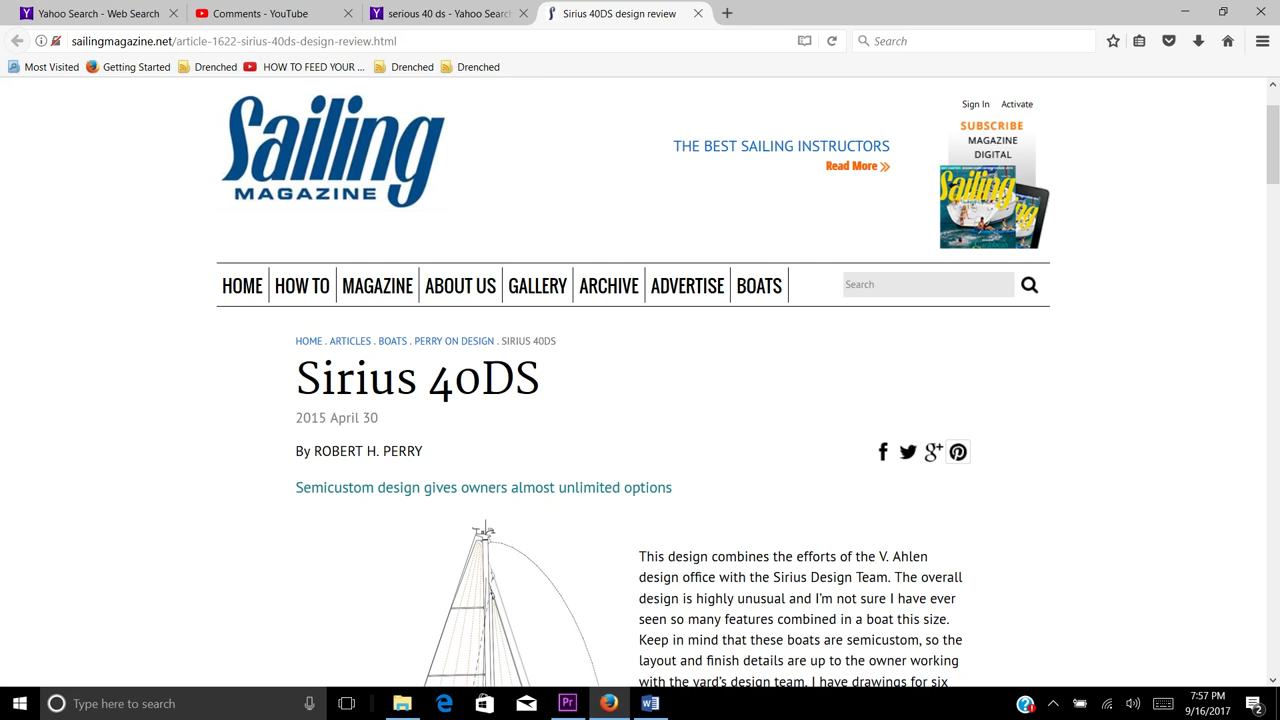 Yahoo Search - Web Search
Comments - YouTube
serious 40 ds - Yahoo Search
Sirius 40DS design review
sailingmagazine.net/article-1622-sirius-40ds-design-review.html
Search
Most Visited
Getting Started
Drenched
HOW TO FEED YOUR ...
Drenched
Drenched
Sailing
MAGAZINE
THE BEST SAILING INSTRUCTORS
Read More
Sign In Activate
SUBSCRIBE
MAGAZINE
DIGITAL
Sailing
HOME
HOW TO
MAGAZINE
ABOUT US
GALLERY
ARCHIVE
ADVERTISE
BOATS
Search
HOME . ARTICLES . BOATS . PERRY ON DESIGN . SIRIUS 40DS
Sirius 40DS
2015 April 30
By ROBERT H. PERRY
Semicustom design gives owners almost unlimited options
This design combines the efforts of the V. Ahlen
design office with the Sirius Design Team. The overall
design is highly unusual and I'm not sure I have ever
seen so many features combined in a boat this size.
Keep in mind that these boats are semicustom, so the
layout and finish details are up to the owner working
with the yard's design team. I have drawings for six
Type here to search
7:57 PM
9/16/2017
2